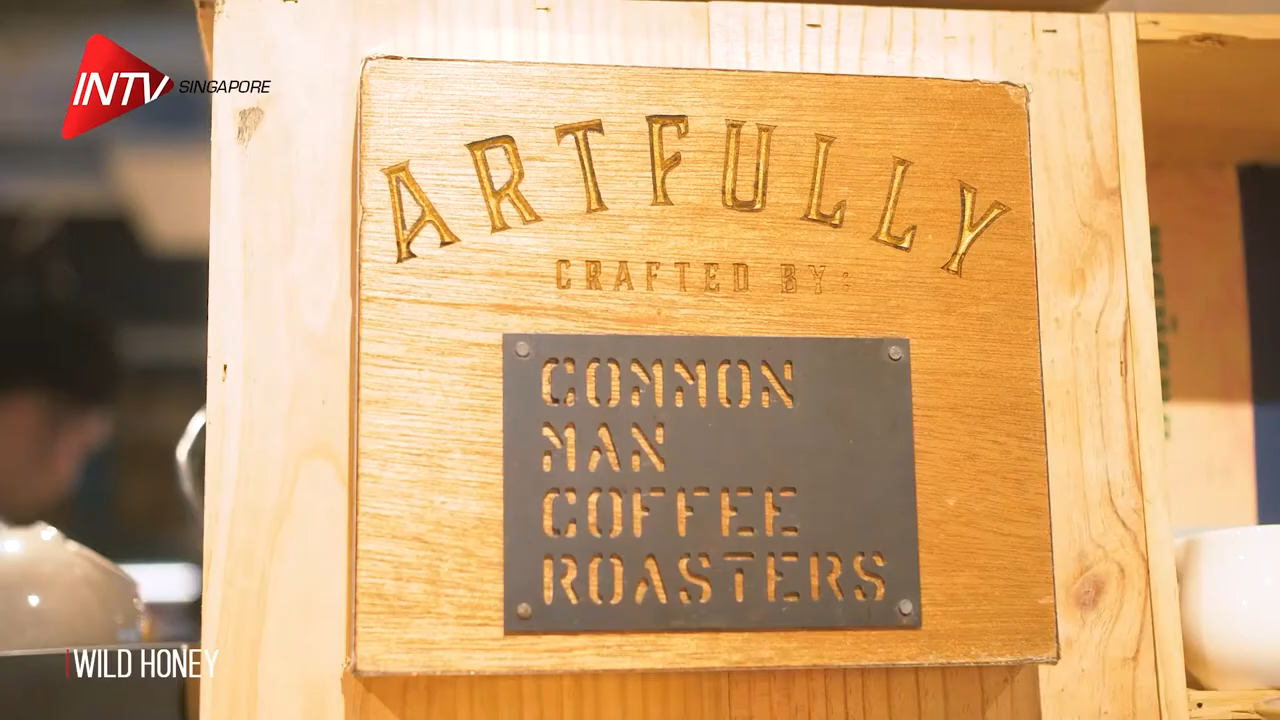 INTV SINGAPORE
ARTFULLY
CRAFTED BY:
COMMON
MAN
COFFEE
ROASTERS
WILD HONEY